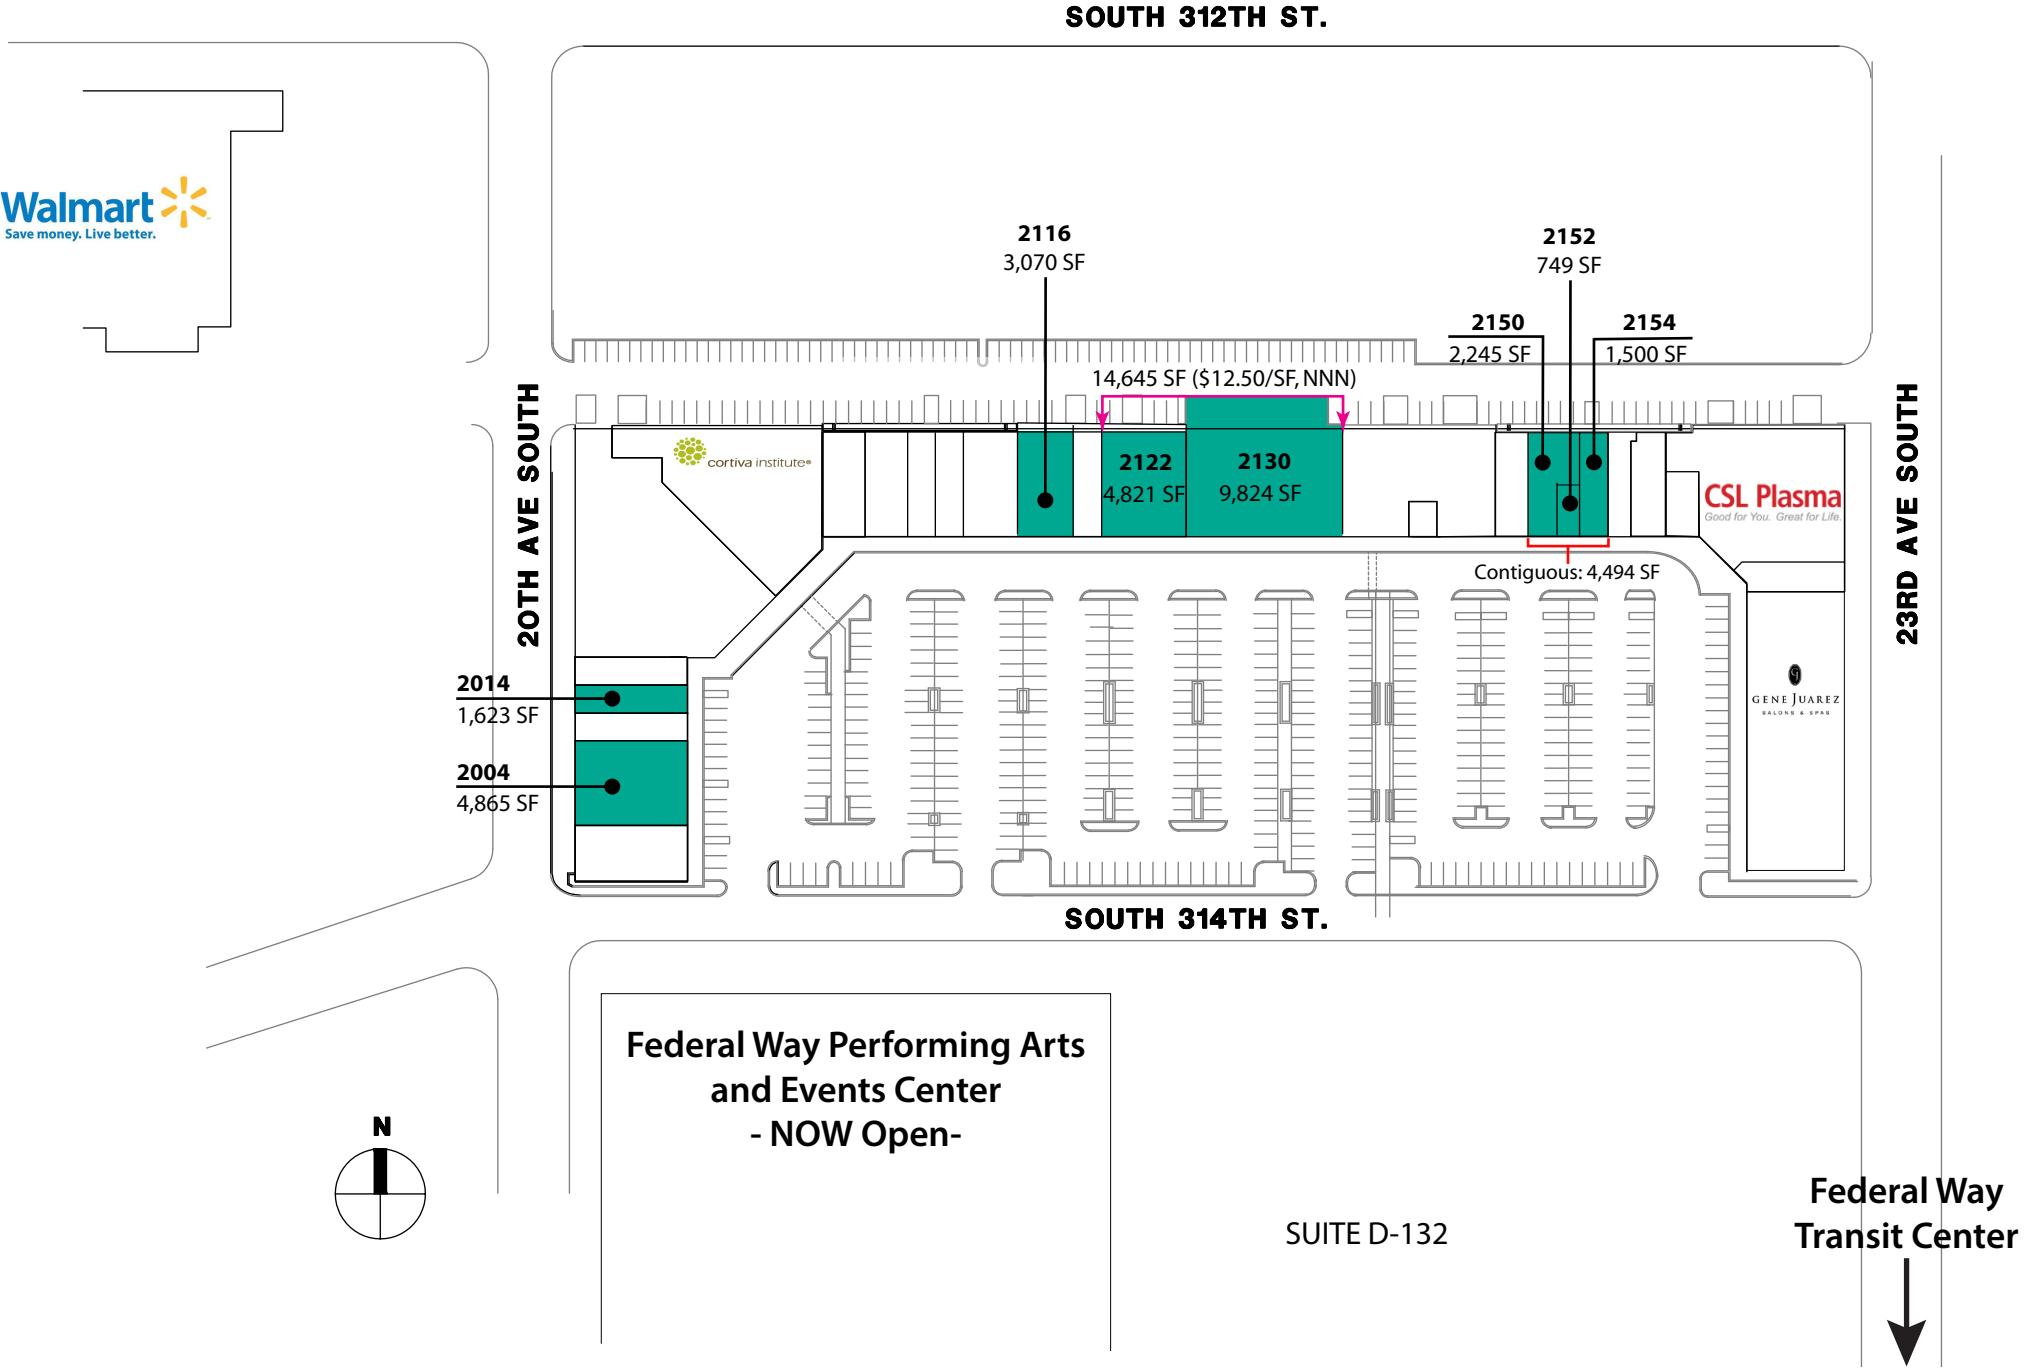 SOUTH 312TH ST.
Walmart
Save money. Live better.
2116
3,070 SF
2152
749 SF
2150
2,245 SF
2154
1,500 SF
14,645 SF ($12.50/SF, NNN)
20TH AVE SOUTH
23RD AVE SOUTH
cortiva institute®
2122
4,821 SF
2130
9,824 SF
CSL Plasma
Good for You. Great for Life.
Contiguous: 4,494 SF
2014
1,623 SF
GJ
GENE JUAREZ
SALONS & SPAS
2004
4,865 SF
SOUTH 314TH ST.
Federal Way Performing Arts
and Events Center
- NOW Open-
N
Federal Way
Transit Center
SUITE D-132